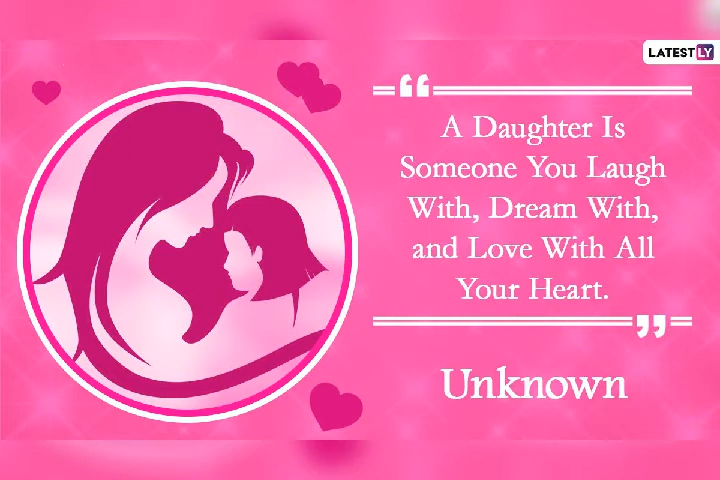 LATESTLY
“
A Daughter Is
Someone You Laugh
With, Dream With,
and Love With All
Your Heart.
”
Unknown